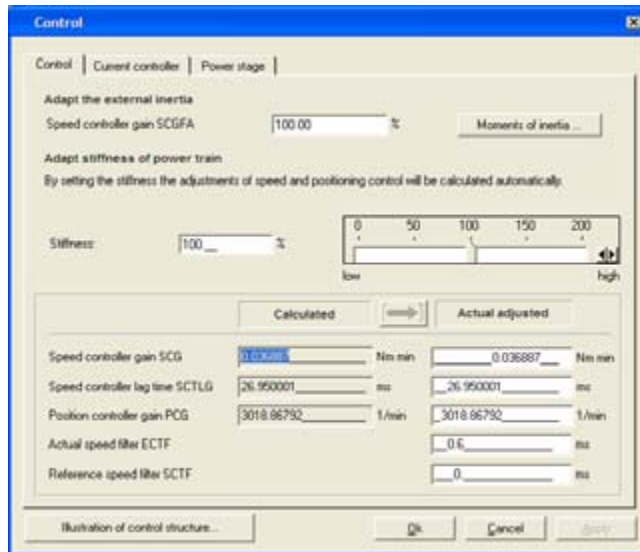 Control
Control Current controller Power stage
Adapt the external inertia
Speed controller gain SCGFA 100.00 % Moments of inertia ...
Adapt stiffness of power train
By setting the stiffness the adjustments of speed and positioning control will be calculated automatically.
0 50 100 150 200
Stiffness 100__ %
low high
Calculated Actual adjusted
Speed controller gain SCG 0.036887 Nm min 0.036887 Nm min
Speed controller lag time SCTLG 26.950001 ms 26.950001 ms
Position controller gain PCG 3018.86792 1/min 3018.86792 1/min
Actual speed filter ECTF 0.6 ms
Reference speed filter SCTF 0. ms
Illustration of control structure... Ok Cancel Apply